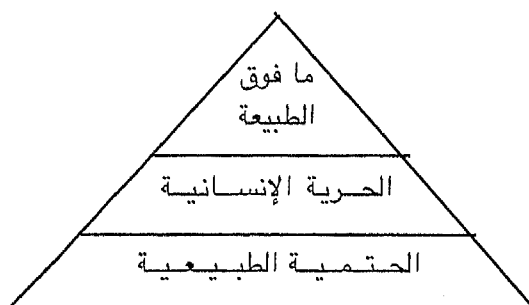 ما فوق
الطبيعة
الحرية الإنسانية
الحتمية الطبيعية